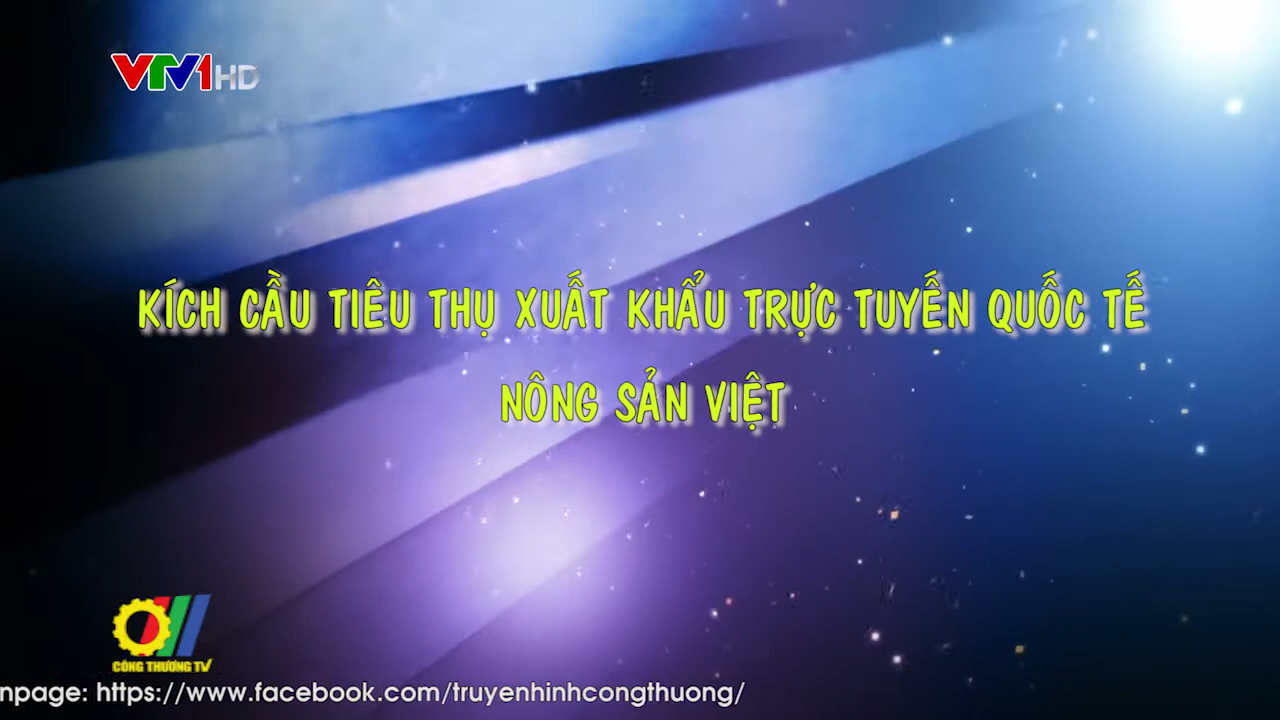 VTV1HD
KÍCH CẦU TIÊU THỤ XUẤT KHẨU TRỰC TUYẾN QUỐC TẾ
NÔNG SẢN VIỆT
CÔNG THƯƠNG TV
npage: https://www.facebook.com/truyenhinhcongthuong/